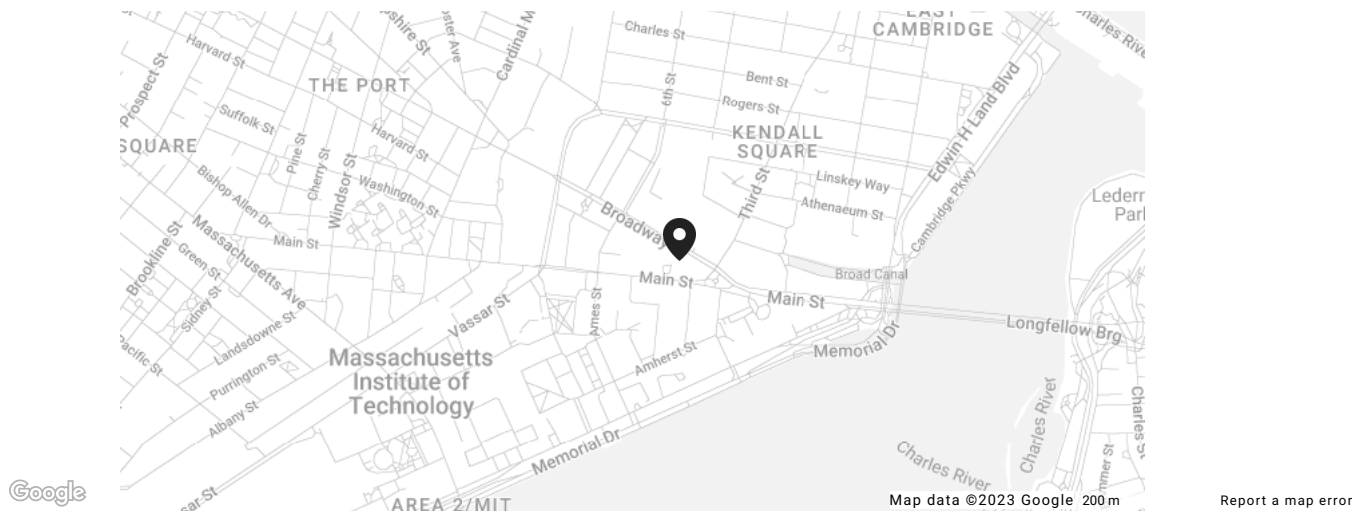 EAST
CAMBRIDGE
Charles St
Harvard St
Prospect St
THE PORT
6th St
Bent St
Rogers St
Edwin H Land Blvd
Suffolk St
Harvard St
KENDALL
SQUARE
SQUARE
Pine St
Cherry St
Windsor St
Washington St
Bishop Allen Dr
Linskey Way
Third St
Athenaeum St
Cambridge Pkwy
Broadway
Massachusetts Ave
Main St
Brookline St
Green St
Sidney St
Main St
Broad Canal
Main St
Vassar St
Ames St
Landsdowne St
Pacific St
Purrington St
Albany St
Longfellow Brg
Memorial Dr
Amherst St
Massachusetts
Institute of
Technology
Charles River
Charles River
Charles St
Memorial Dr
AREA 2/MIT
Google
Map data ©2023 Google
200 m
Report a map error